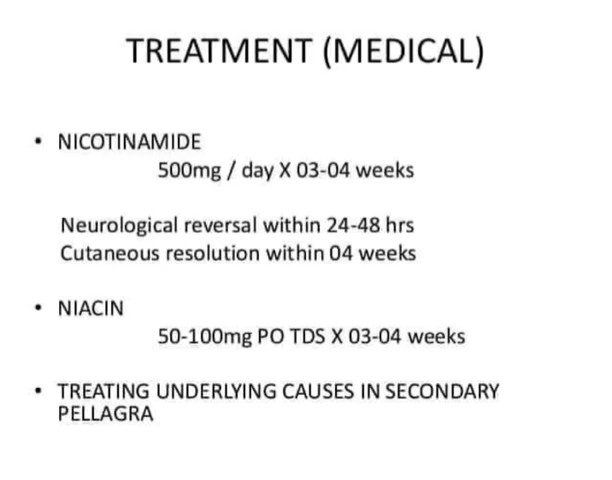 TREATMENT (MEDICAL)
• NICOTINAMIDE
500mg / day X 03-04 weeks
Neurological reversal within 24-48 hrs
Cutaneous resolution within 04 weeks
• NIACIN
50-100mg PO TDS X 03-04 weeks
• TREATING UNDERLYING CAUSES IN SECONDARY
PELLAGRA